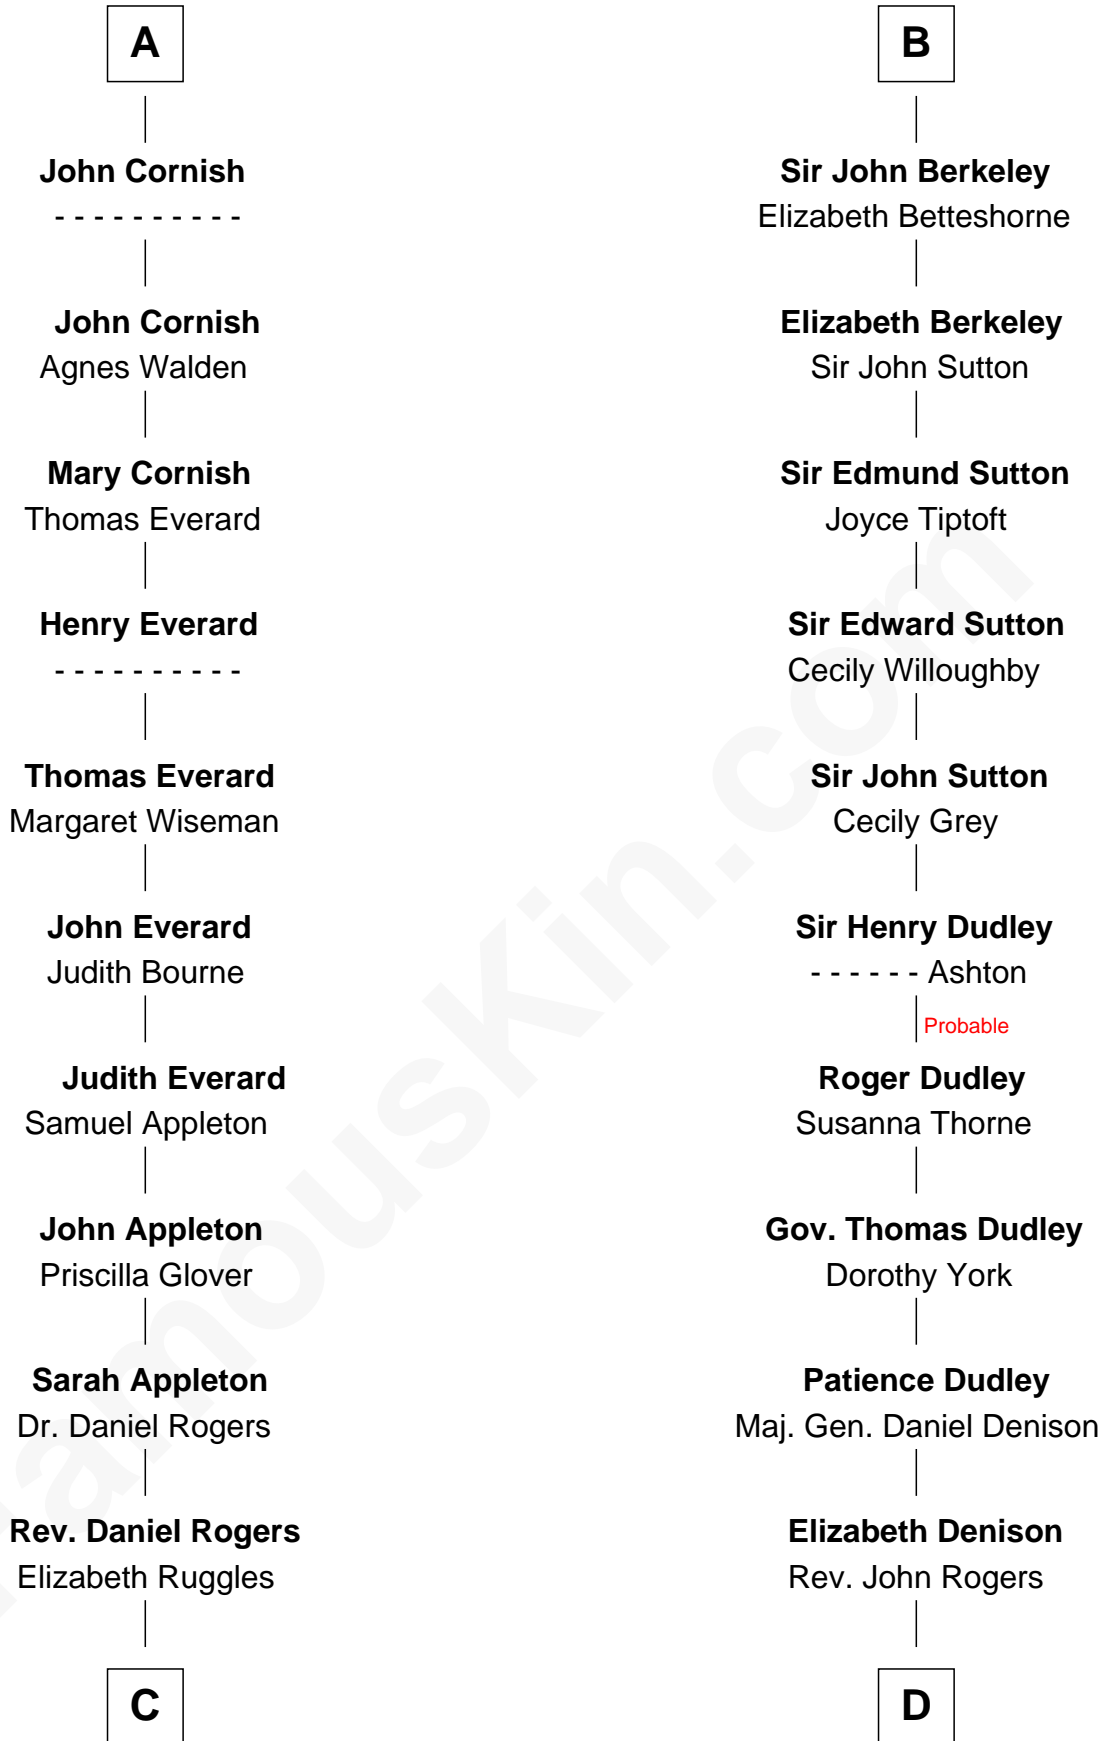 A
John Cornish
- - - - - - - - - -
John Cornish
Agnes Walden
Mary Cornish
Thomas Everard
Henry Everard
- - - - - - - - - -
Thomas Everard
Margaret Wiseman
John Everard
Judith Bourne
Judith Everard
Samuel Appleton
John Appleton
Priscilla Glover
Sarah Appleton
Dr. Daniel Rogers
Rev. Daniel Rogers
Elizabeth Ruggles
C
B
Sir John Berkeley
Elizabeth Betteshorne
Elizabeth Berkeley
Sir John Sutton
Sir Edmund Sutton
Joyce Tiptoft
Sir Edward Sutton
Cecily Willoughby
Sir John Sutton
Cecily Grey
Sir Henry Dudley
- - - - - - Ashton
Probable
Roger Dudley
Susanna Thorne
Gov. Thomas Dudley
Dorothy York
Patience Dudley
Maj. Gen. Daniel Denison
Elizabeth Denison
Rev. John Rogers
D
FamousKin.com